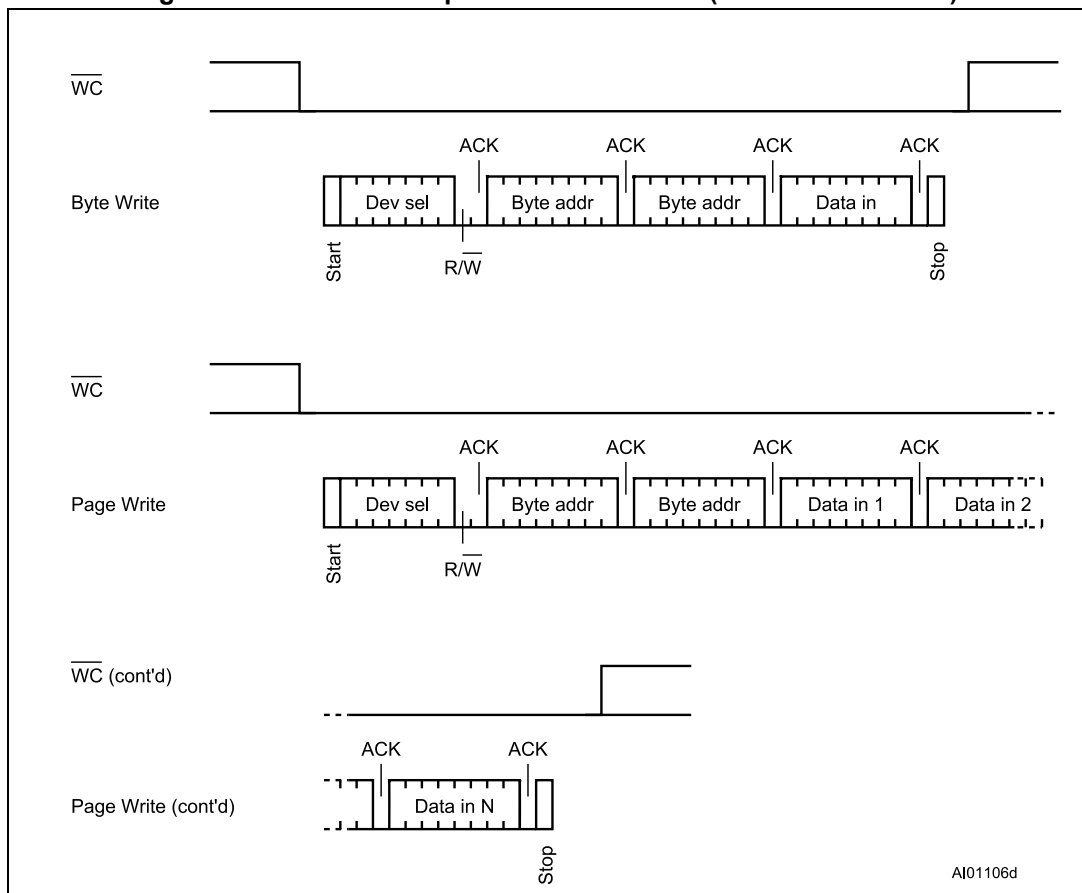 WC
ACK ACK ACK ACK
Byte Write
Dev sel Byte addr Byte addr Data in
Start R/W Stop
WC
ACK ACK ACK ACK
Page Write
Dev sel Byte addr Byte addr Data in 1 Data in 2
Start R/W
WC (cont'd)
ACK ACK
Page Write (cont'd)
Data in N
Stop
AI01106d